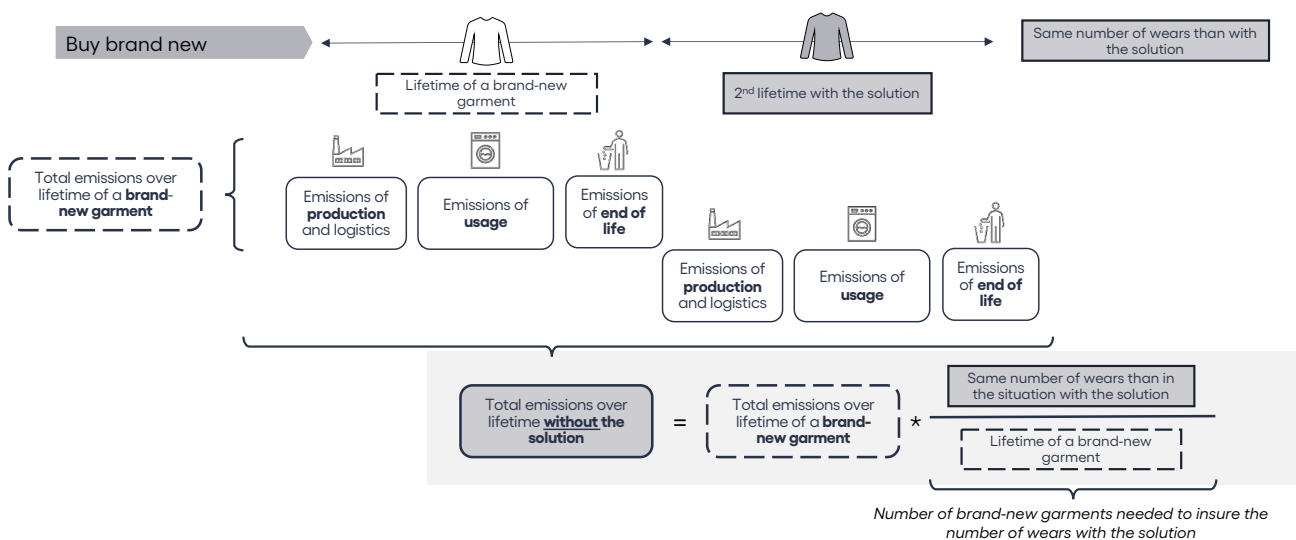 Buy brand new
Same number of wears than with
the solution
Lifetime of a brand-new
garment
2nd lifetime with the solution
Total emissions over
lifetime of a brand-
new garment
Emissions of
production
and logistics
Emissions of
usage
Emissions
of end of
life
Emissions of
production
and logistics
Emissions of
usage
Emissions
of end of
life
Total emissions over
lifetime without the
solution
=
Total emissions over
lifetime of a brand-
new garment
*
Same number of wears than in
the situation with the solution
Lifetime of a brand-new
garment
Number of brand-new garments needed to insure the
number of wears with the solution